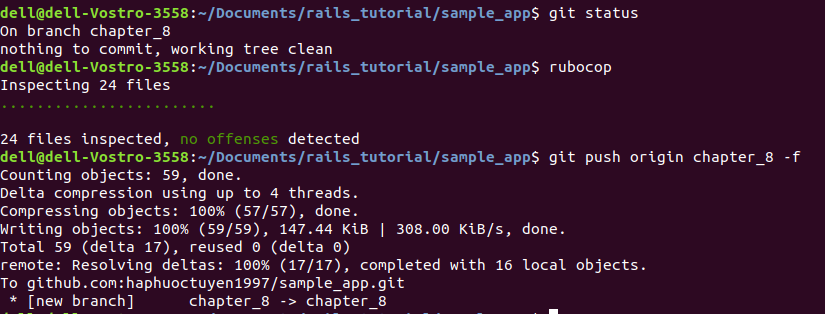 dell@dell-Vostro-3558:~/Documents/rails_tutorial/sample_app$ git status
On branch chapter_8
nothing to commit, working tree clean
dell@dell-Vostro-3558:~/Documents/rails_tutorial/sample_app$ rubocop
Inspecting 24 files
........................
24 files inspected, no offenses detected
dell@dell-Vostro-3558:~/Documents/rails_tutorial/sample_app$ git push origin chapter_8 -f
Counting objects: 59, done.
Delta compression using up to 4 threads.
Compressing objects: 100% (57/57), done.
Writing objects: 100% (59/59), 147.44 KiB | 308.00 KiB/s, done.
Total 59 (delta 17), reused 0 (delta 0)
remote: Resolving deltas: 100% (17/17), completed with 16 local objects.
To github.com:haphuoctuyen1997/sample_app.git
 * [new branch]      chapter_8 -> chapter_8